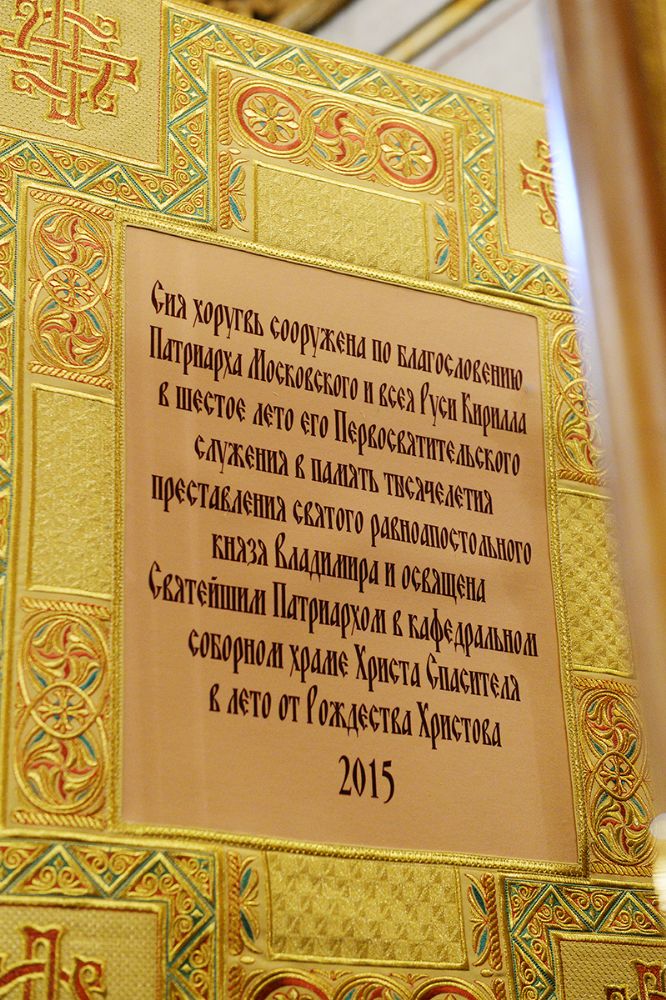 Сия хоругвь сооружена по благословению
Патриарха Московского и всея Руси Кирилла
в шестое лето его Первосвятительского
служения в память тысячелетия
преставления святого равноапостольного
князя Владимира и освящена
Святейшим Патриархом в кафедральном
соборном храме Христа Спасителя
в лето от Рождества Христова
2015